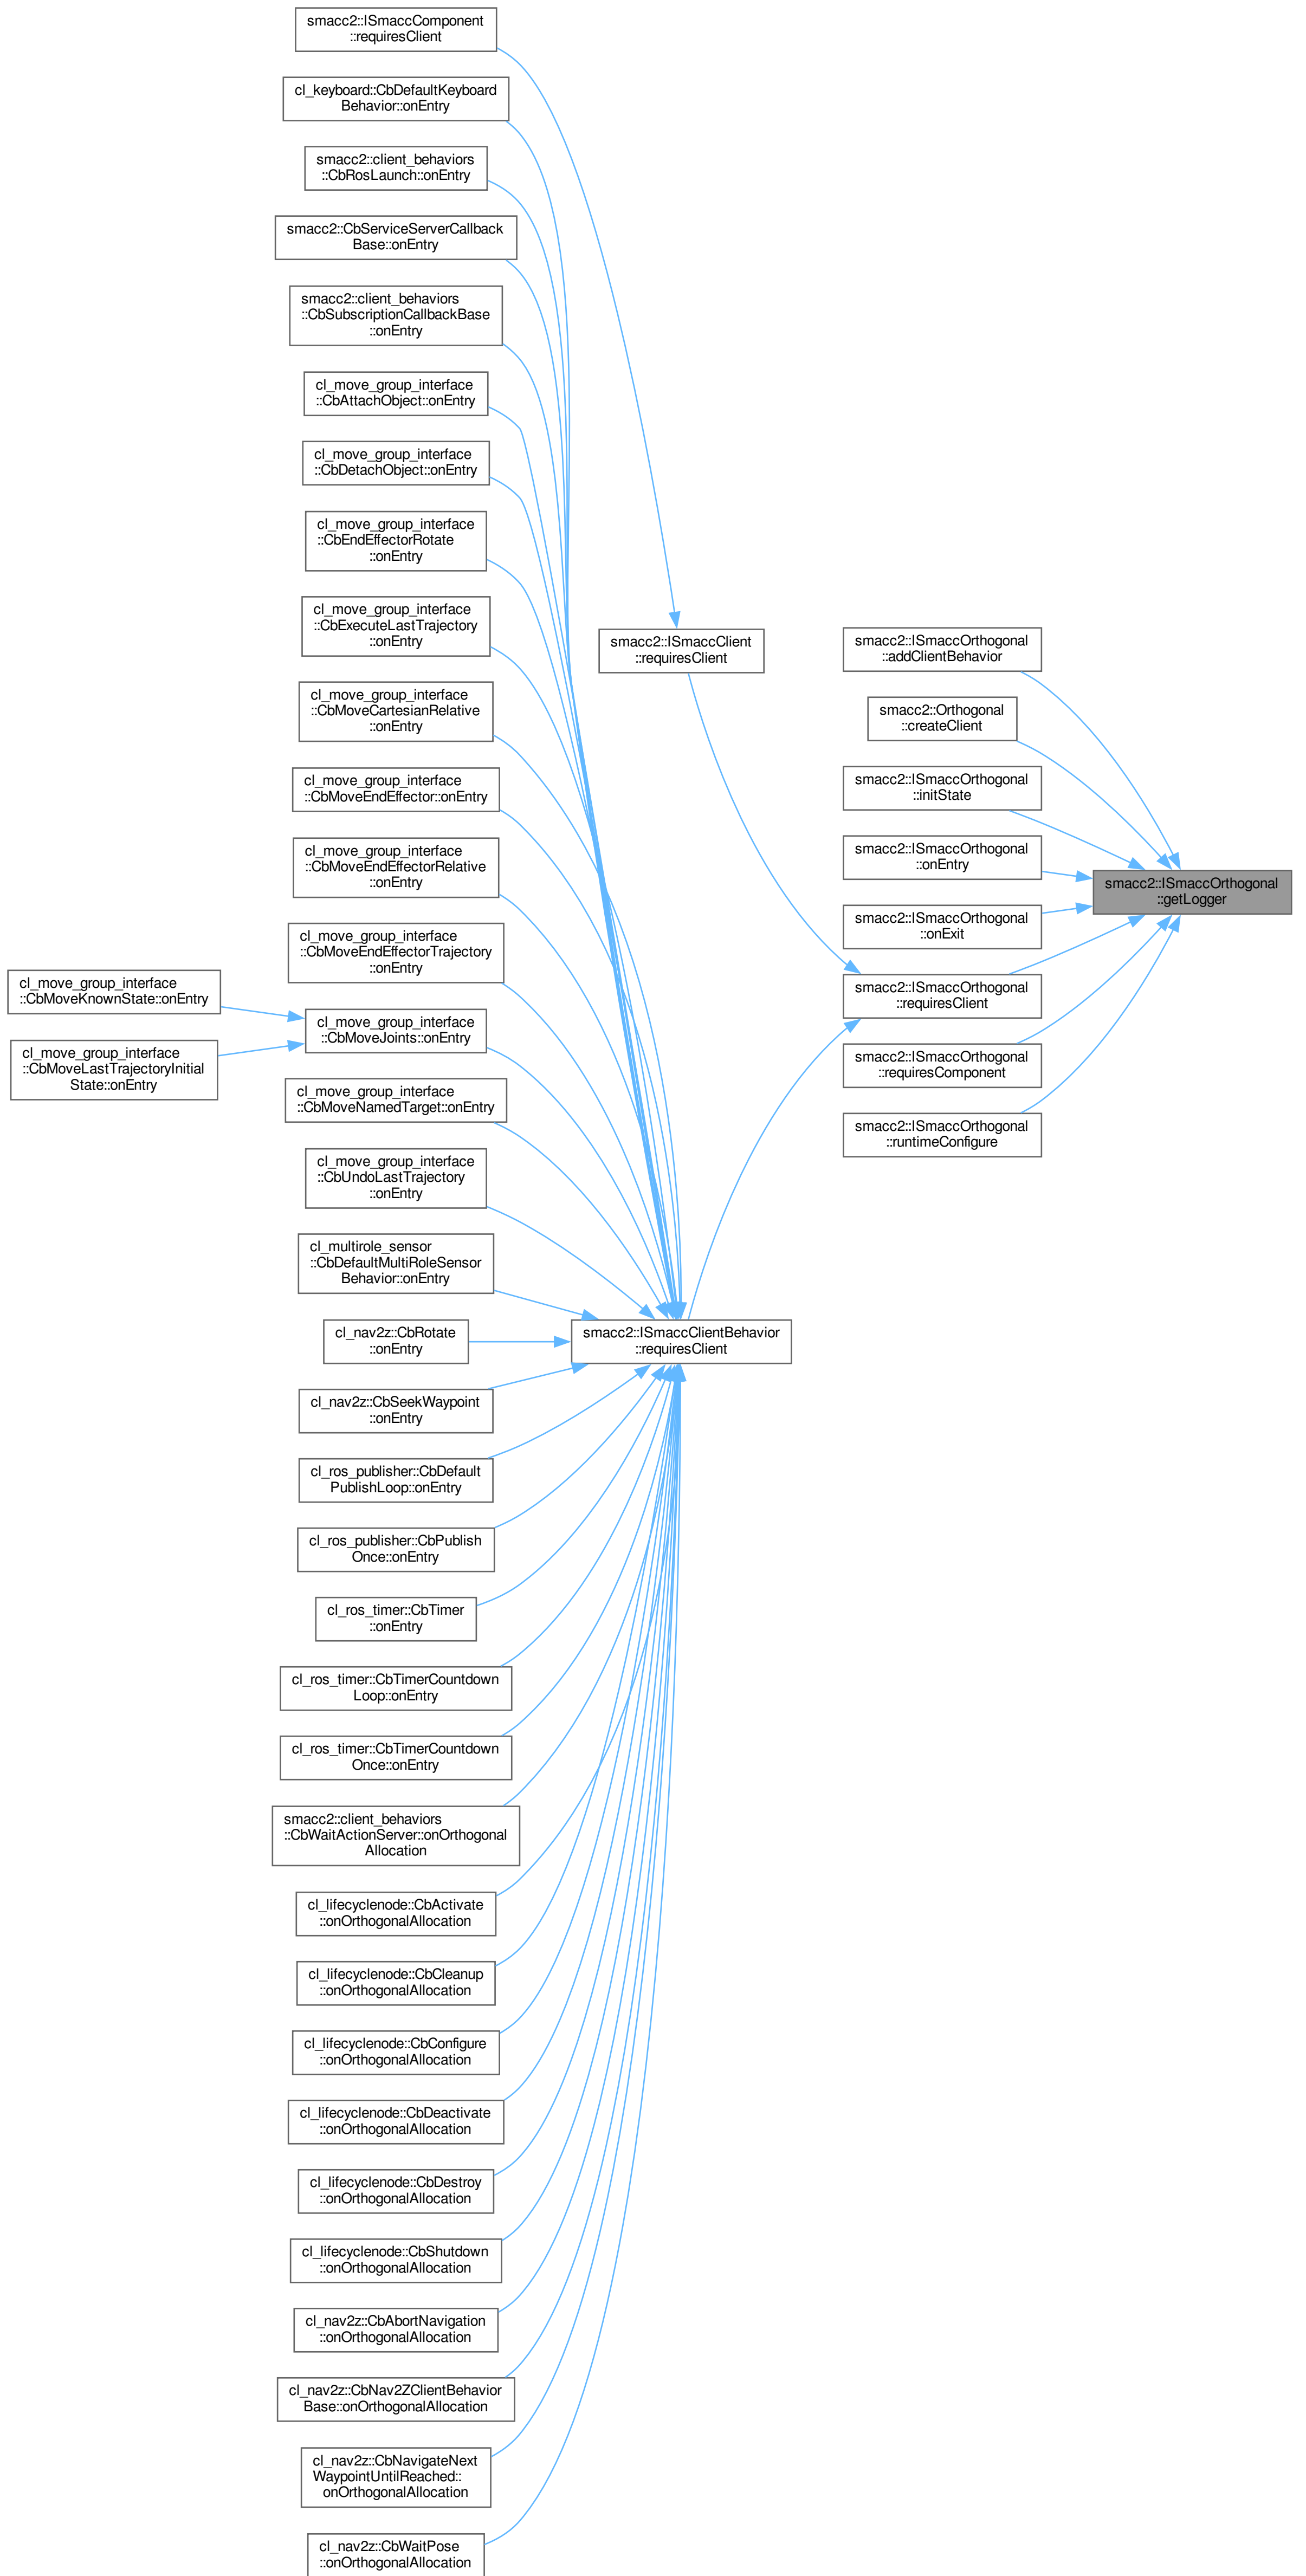 smacc2::ISmaccComponent
::requiresClient
cl_keyboard::CbDefaultKeyboard
Behavior::onEntry
smacc2::client_behaviors
::CbRosLaunch::onEntry
smacc2::CbServiceServerCallback
Base::onEntry
smacc2::client_behaviors
::CbSubscriptionCallbackBase
::onEntry
cl_move_group_interface
::CbAttachObject::onEntry
cl_move_group_interface
::CbDetachObject::onEntry
cl_move_group_interface
::CbEndEffectorRotate
::onEntry
cl_move_group_interface
::CbExecuteLastTrajectory
::onEntry
cl_move_group_interface
::CbMoveCartesianRelative
::onEntry
cl_move_group_interface
::CbMoveEndEffector::onEntry
cl_move_group_interface
::CbMoveEndEffectorRelative
::onEntry
cl_move_group_interface
::CbMoveEndEffectorTrajectory
::onEntry
cl_move_group_interface
::CbMoveKnownState::onEntry
cl_move_group_interface
::CbMoveLastTrajectoryInitial
State::onEntry
cl_move_group_interface
::CbMoveJoints::onEntry
cl_move_group_interface
::CbMoveNamedTarget::onEntry
cl_move_group_interface
::CbUndoLastTrajectory
::onEntry
cl_multirole_sensor
::CbDefaultMultiRoleSensor
Behavior::onEntry
cl_nav2z::CbRotate
::onEntry
cl_nav2z::CbSeekWaypoint
::onEntry
cl_ros_publisher::CbDefault
PublishLoop::onEntry
cl_ros_publisher::CbPublish
Once::onEntry
cl_ros_timer::CbTimer
::onEntry
cl_ros_timer::CbTimerCountdown
Loop::onEntry
cl_ros_timer::CbTimerCountdown
Once::onEntry
smacc2::client_behaviors
::CbWaitActionServer::onOrthogonal
Allocation
cl_lifecyclenode::CbActivate
::onOrthogonalAllocation
cl_lifecyclenode::CbCleanup
::onOrthogonalAllocation
cl_lifecyclenode::CbConfigure
::onOrthogonalAllocation
cl_lifecyclenode::CbDeactivate
::onOrthogonalAllocation
cl_lifecyclenode::CbDestroy
::onOrthogonalAllocation
cl_lifecyclenode::CbShutdown
::onOrthogonalAllocation
cl_nav2z::CbAbortNavigation
::onOrthogonalAllocation
cl_nav2z::CbNav2ZClientBehavior
Base::onOrthogonalAllocation
cl_nav2z::CbNavigateNext
WaypointUntilReached::
onOrthogonalAllocation
cl_nav2z::CbWaitPose
::onOrthogonalAllocation
smacc2::ISmaccClient
::requiresClient
smacc2::ISmaccClientBehavior
::requiresClient
smacc2::ISmaccOrthogonal
::addClientBehavior
smacc2::Orthogonal
::createClient
smacc2::ISmaccOrthogonal
::initState
smacc2::ISmaccOrthogonal
::onEntry
smacc2::ISmaccOrthogonal
::onExit
smacc2::ISmaccOrthogonal
::requiresClient
smacc2::ISmaccOrthogonal
::requiresComponent
smacc2::ISmaccOrthogonal
::runtimeConfigure
smacc2::ISmaccOrthogonal
::getLogger